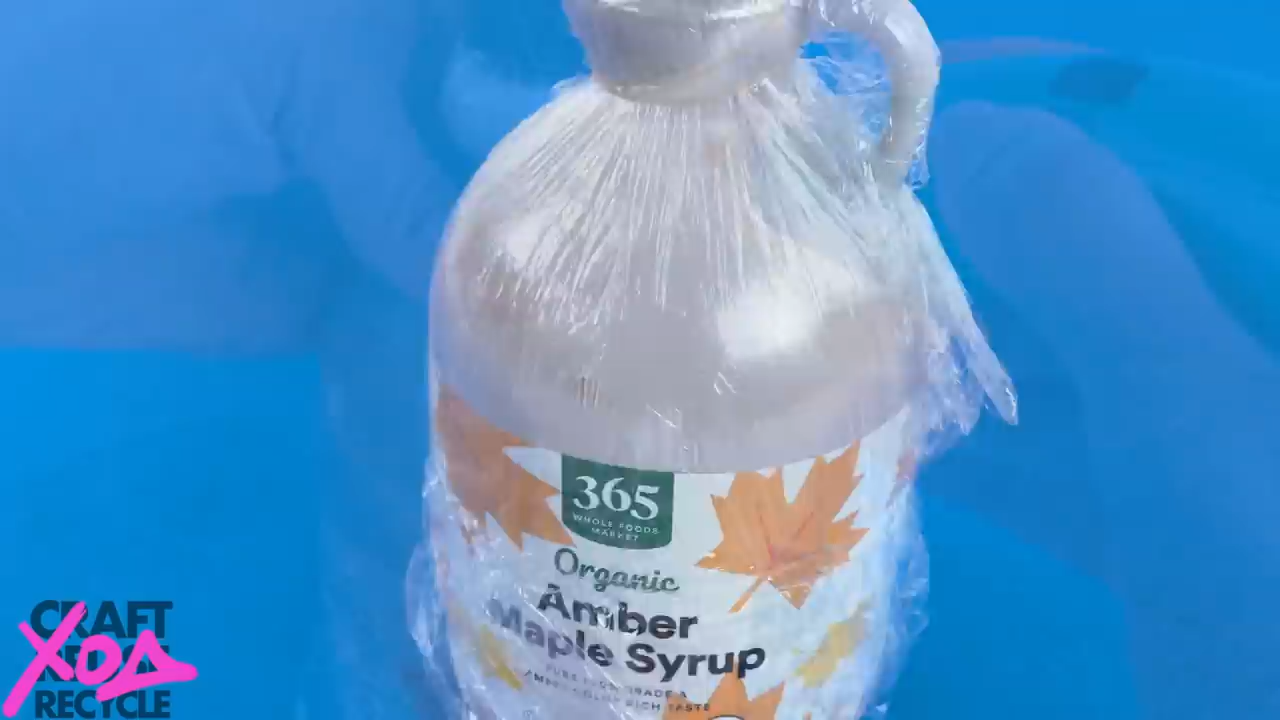 365
WHOLE FOODS
MARKET
Organic
Amber
Maple Syrup
CRAFT
RECYCLE